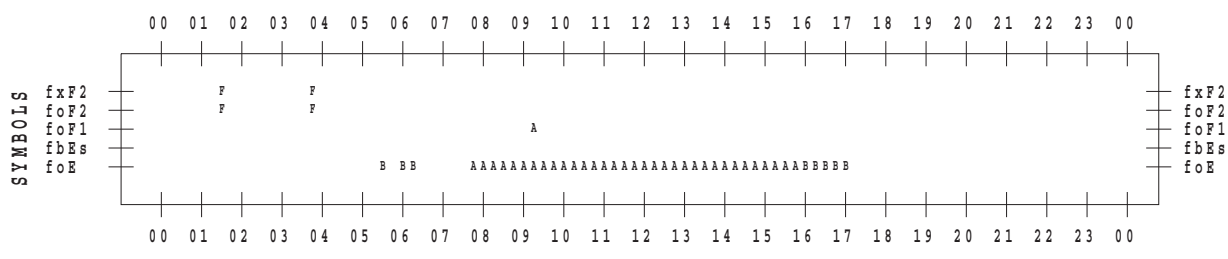 00 01 02 03 04 05 06 07 08 09 10 11 12 13 14 15 16 17 18 19 20 21 22 23 00
SYMBOLS
fxF2 F F fxF2
foF2 F F foF2
foF1 A foF1
fbEs fbEs
foE B B B A A A A A A A A A A A A A A A A A A A A A A A A A A A A A A A A A B B B B B foE
00 01 02 03 04 05 06 07 08 09 10 11 12 13 14 15 16 17 18 19 20 21 22 23 00